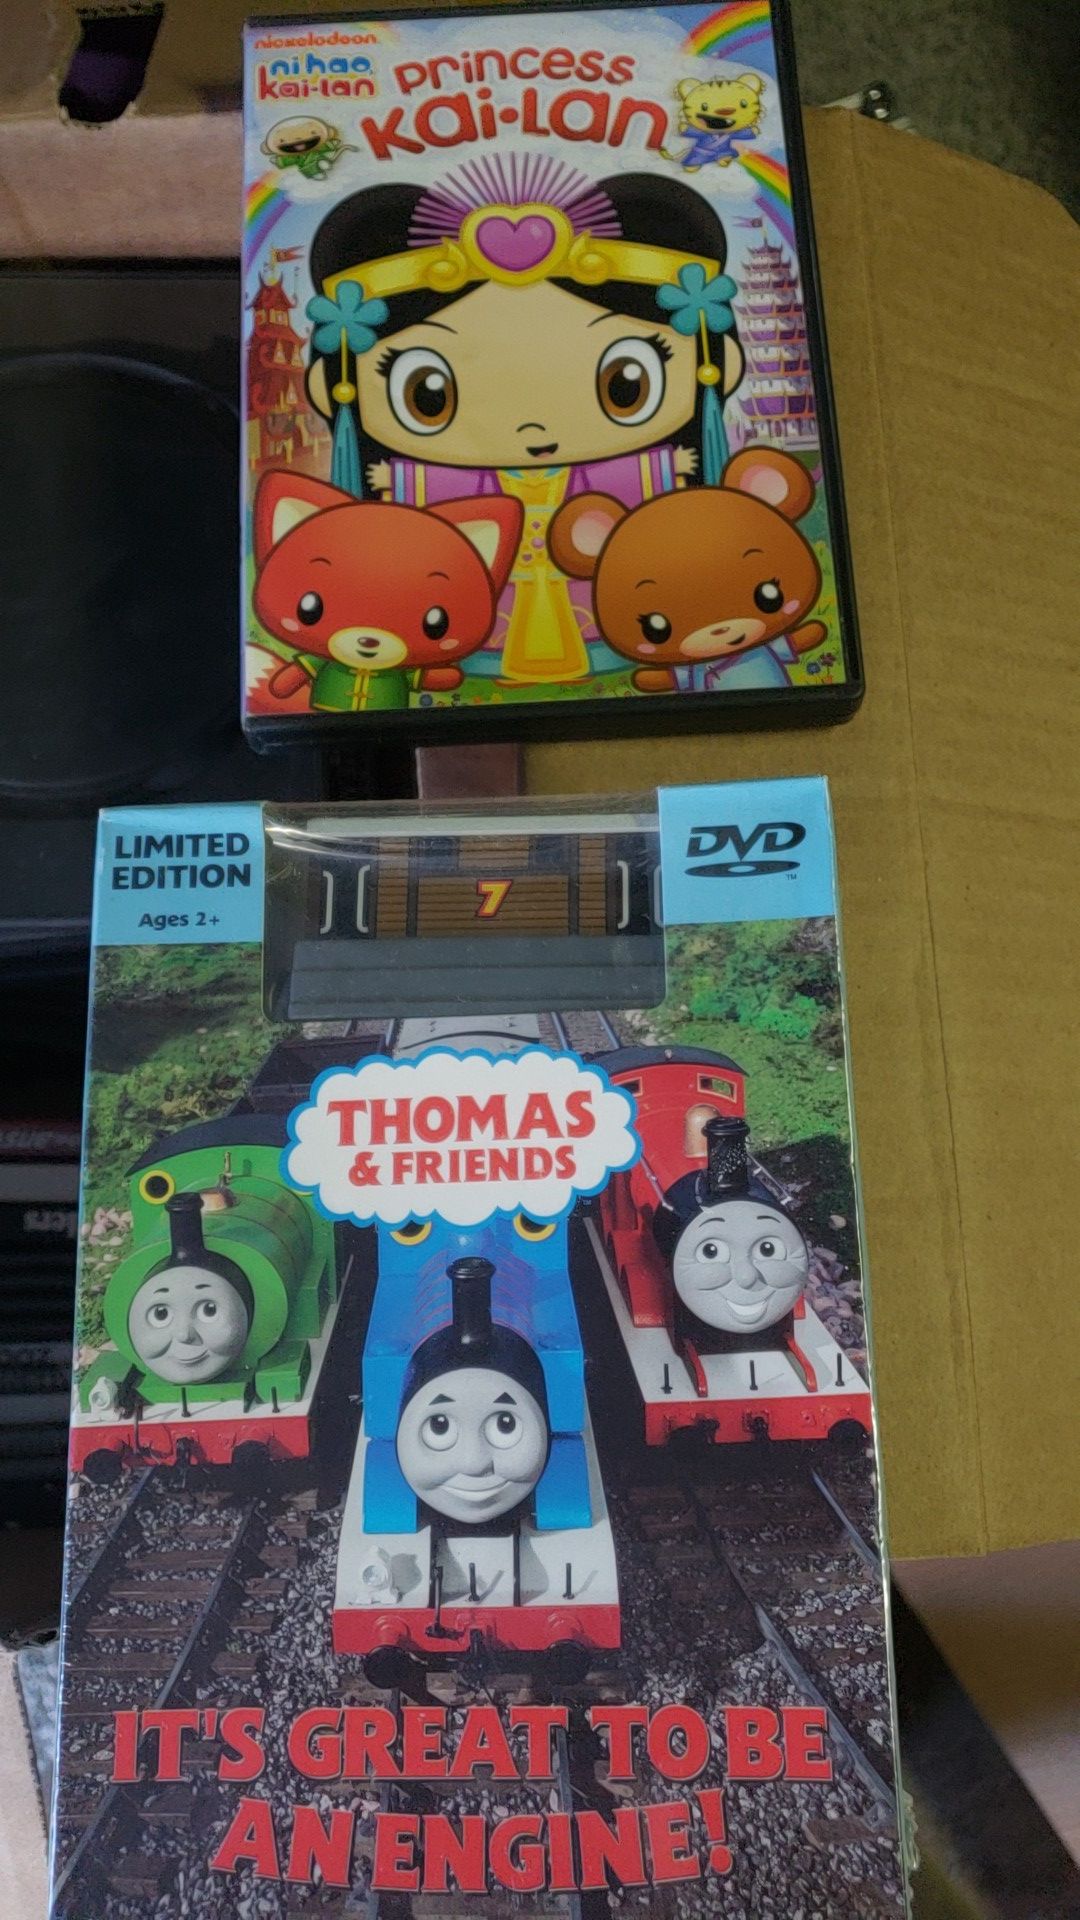 nickelodeon
ni hao,
kai-lan
princess
kai•lan
LIMITED
EDITION
Ages 2+
7
DVD
TM
THOMAS
& FRIENDS
IT'S GREAT TO BE
AN ENGINE!